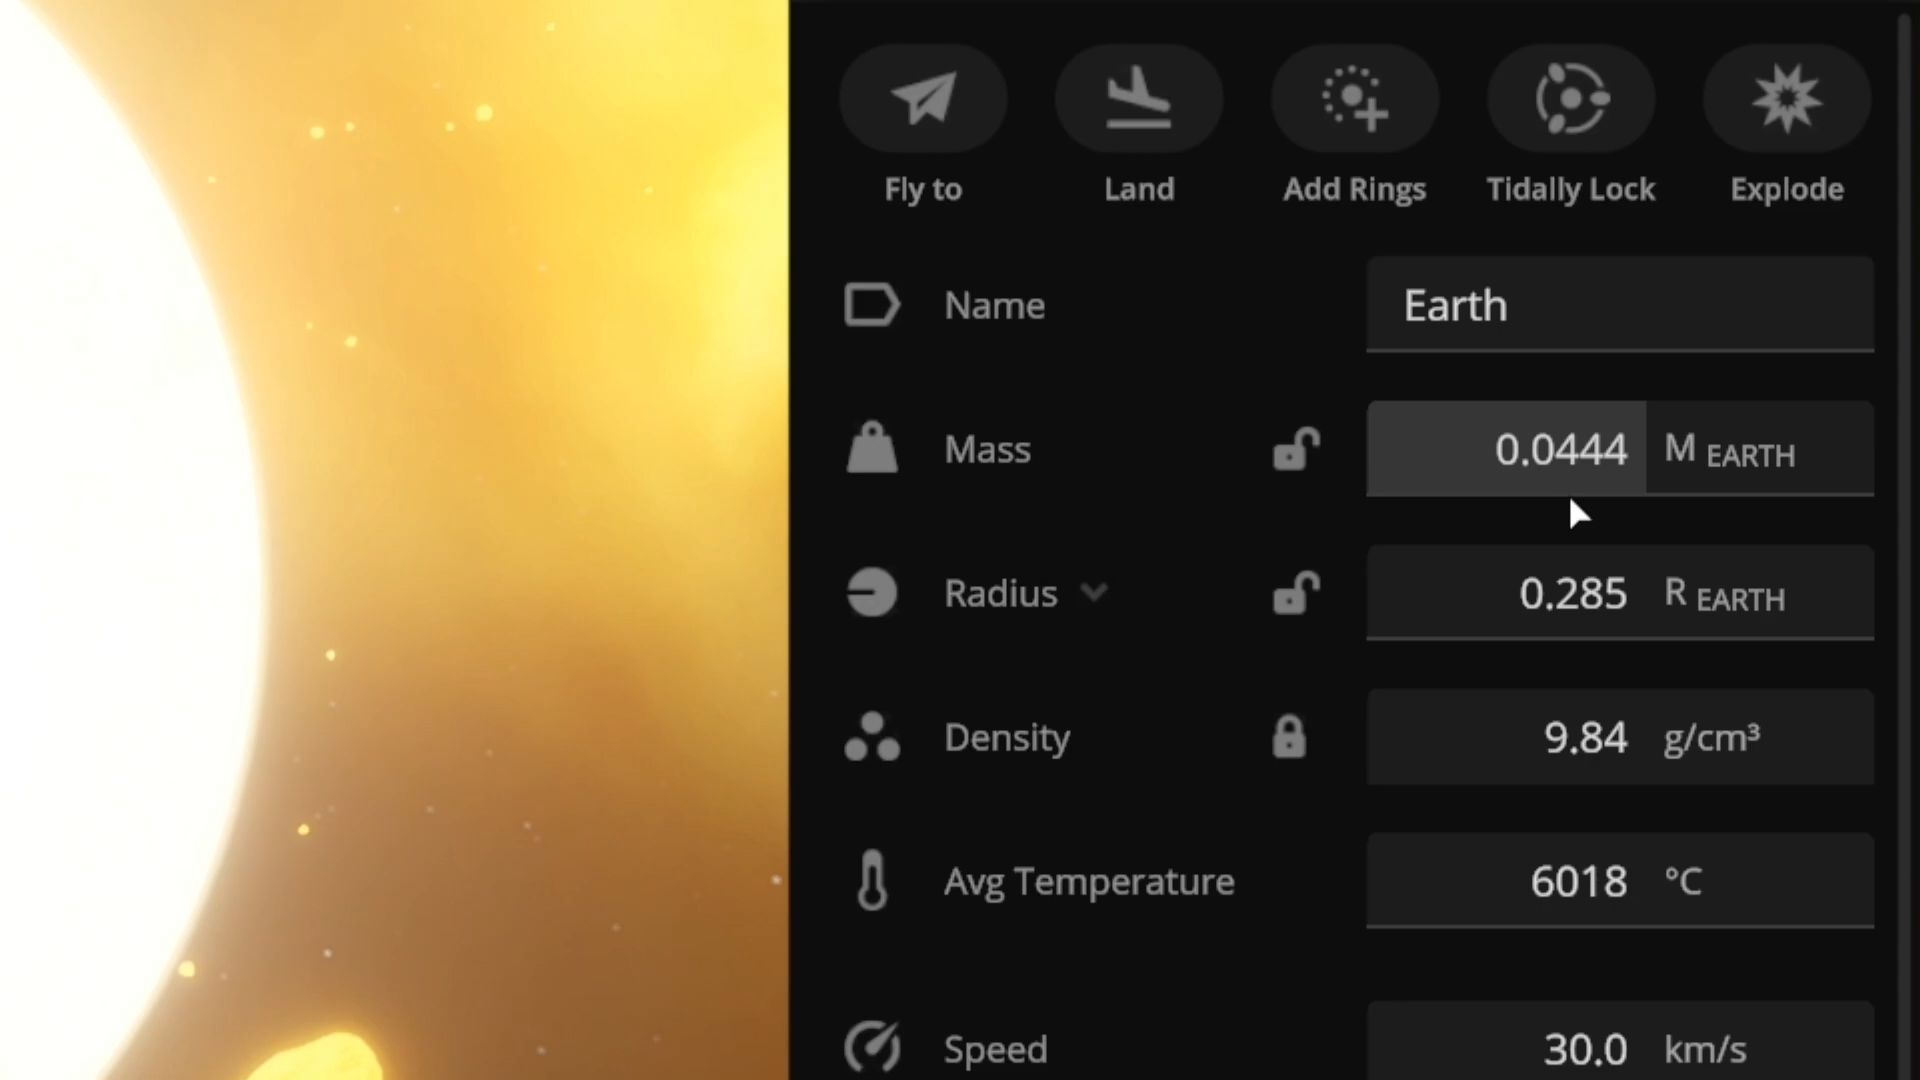 Fly to Land Add Rings Tidally Lock Explode
Name Earth
Mass 0.0444 M EARTH
Radius 0.285 R EARTH
Density 9.84 g/cm³
Avg Temperature 6018 °C
Speed 30.0 km/s